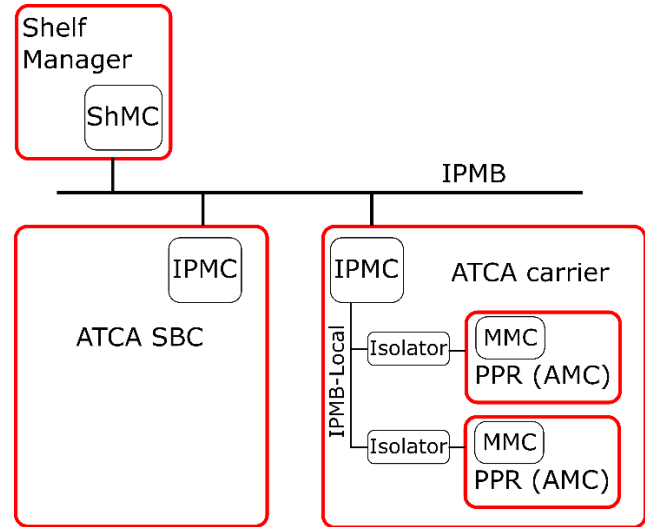 Shelf
Manager
ShMC
IPMB
IPMC
ATCA SBC
IPMC
ATCA carrier
IPMB-Local
Isolator
MMC
PPR (AMC)
Isolator
MMC
PPR (AMC)